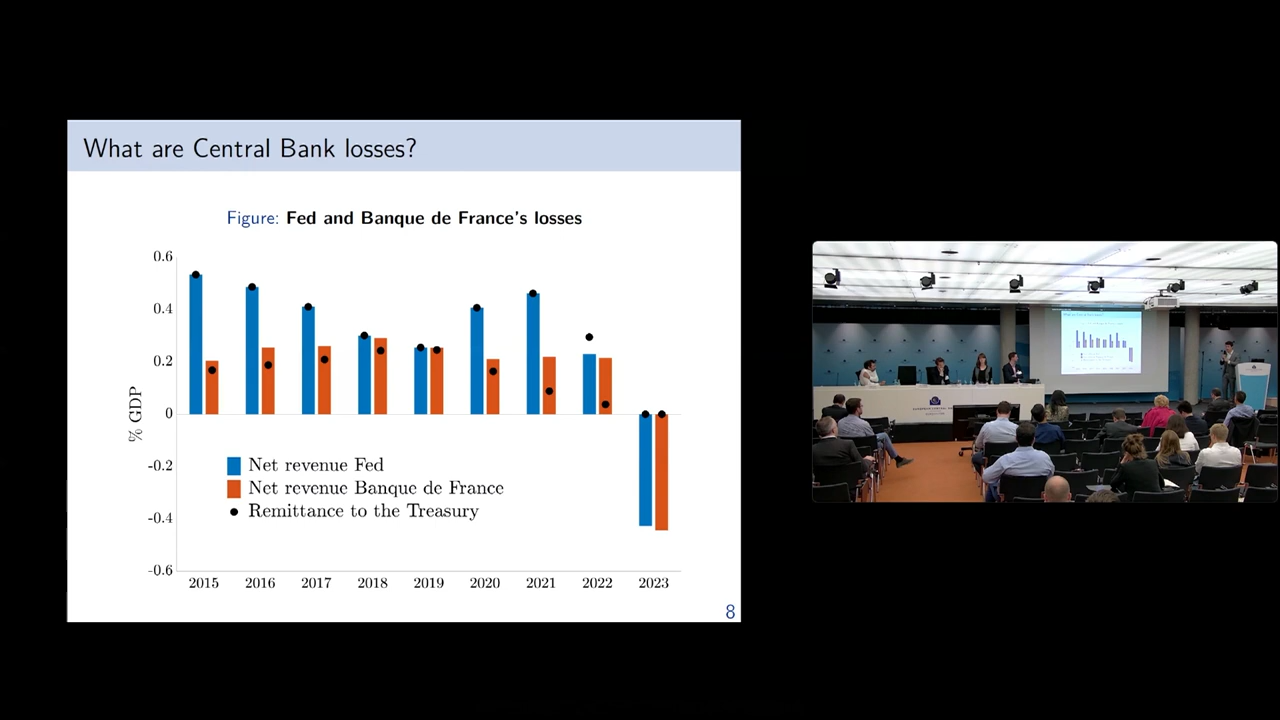 What are Central Bank losses?
Figure: Fed and Banque de France's losses
0.6
0.4
0.2
0
-0.2
-0.4
-0.6
% GDP
Net revenue Fed
Net revenue Banque de France
Remittance to the Treasury
2015 2016 2017 2018 2019 2020 2021 2022 2023
8